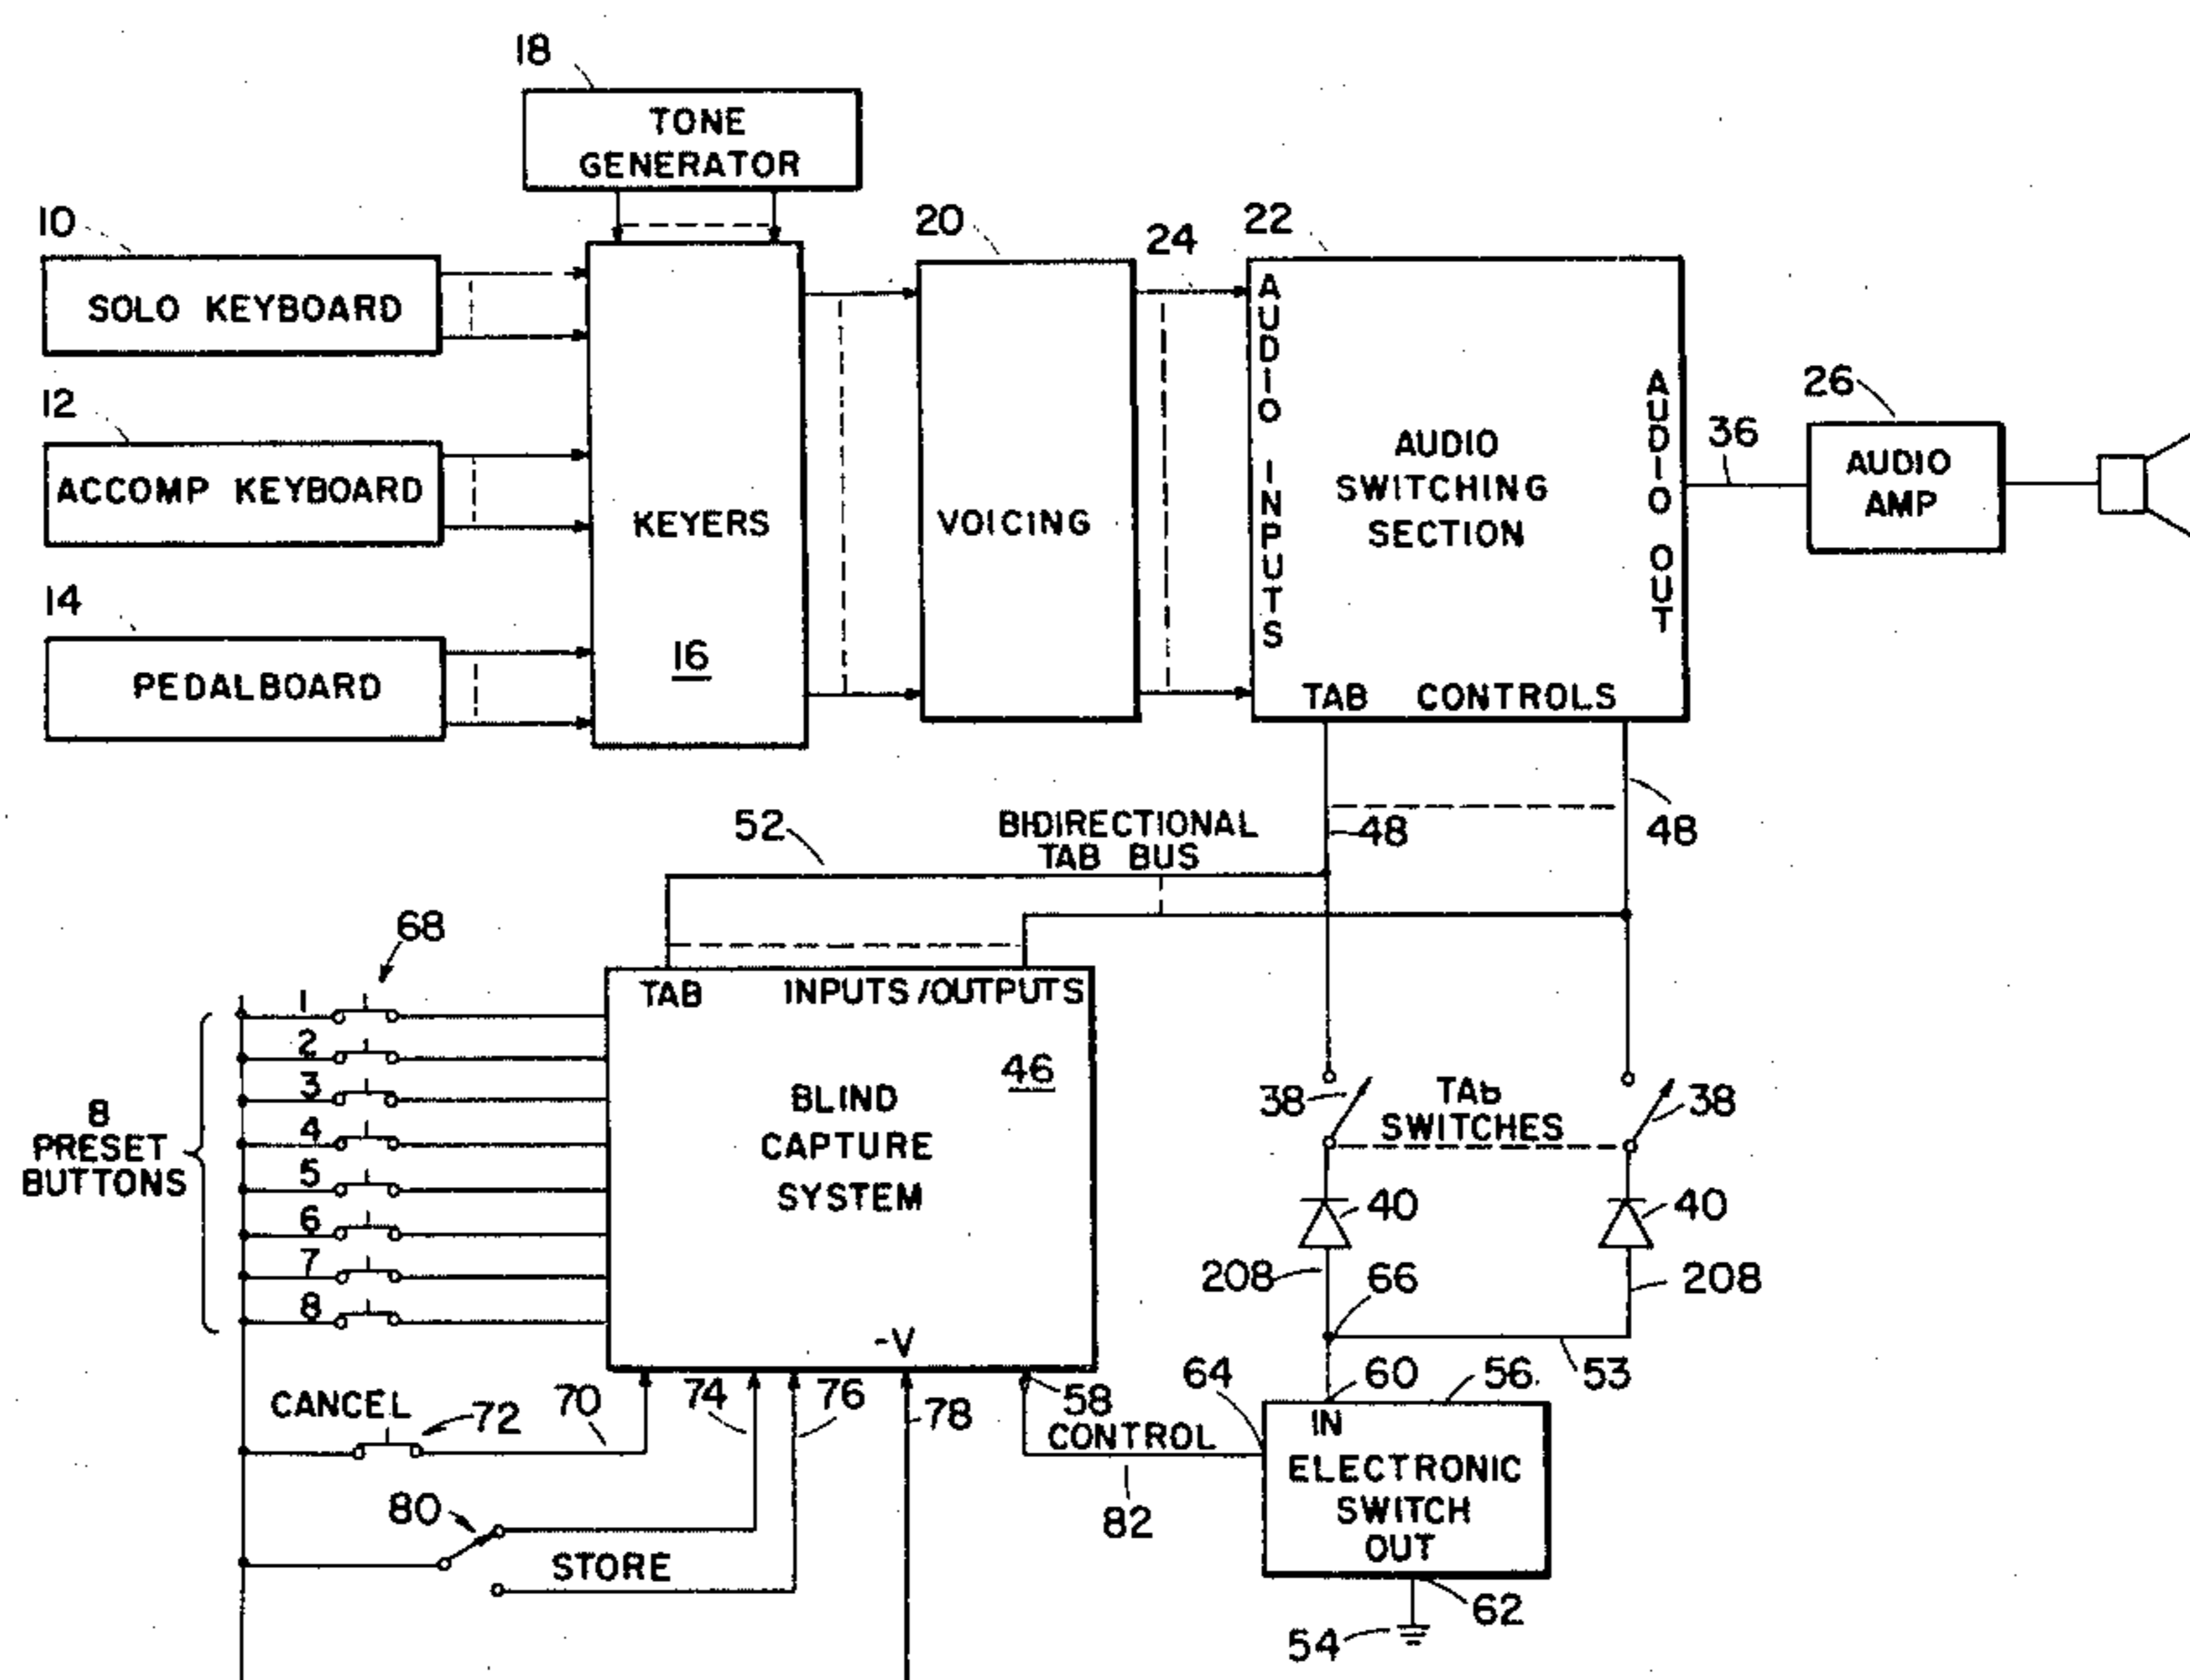 18
TONE
GENERATOR
10
SOLO KEYBOARD
12
ACCOMP KEYBOARD
14
PEDALBOARD
KEYERS
16
20
VOICING
24
22
AUDIO INPUTS
AUDIO
SWITCHING
SECTION
AUDIO OUT
TAB CONTROLS
36
26
AUDIO
AMP
48
48
52
BIDIRECTIONAL
TAB BUS
68
8
PRESET
BUTTONS
1
2
3
4
5
6
7
8
TAB INPUTS/OUTPUTS
46
BLIND
CAPTURE
SYSTEM
-V
38
TAB
SWITCHES
38
40
40
208
66
208
53
CANCEL
72
70
74
76
78
58
CONTROL
82
64
60
56
IN
ELECTRONIC
SWITCH
OUT
62
54
80
STORE